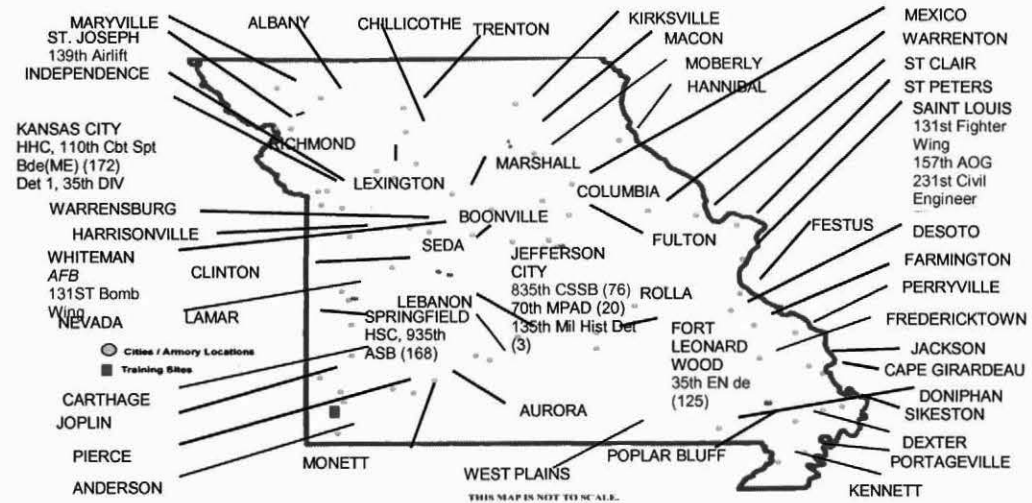 MARYVILLE
ST. JOSEPH
139th Airlift
INDEPENDENCE
ALBANY
CHILLICOTHE
TRENTON
KIRKSVILLE
MACON
MOBERLY
HANNIBAL
MEXICO
WARRENTON
ST CLAIR
ST PETERS
SAINT LOUIS
131st Fighter
Wing
157th AOG
231st Civil
Engineer
KANSAS CITY
HHC, 110th Cbt Spt
Bde(ME) (172)
Det 1, 35th DIV
RICHMOND
LEXINGTON
MARSHALL
COLUMBIA
BOONVILLE
FULTON
SEDA
WARRENSBURG
HARRISONVILLE
WHITEMAN
AFB
131ST Bomb
Wing
NEVADA
CLINTON
LAMAR
LEBANON
SPRINGFIELD
HSC, 935th
ASB (168)
JEFFERSON
CITY
835th CSSB (76)
70th MPAD (20)
135th Mil Hist Det
(3)
ROLLA
FORT
LEONARD
WOOD
35th EN de
(125)
FESTUS
DESOTO
FARMINGTON
PERRYVILLE
FREDERICKTOWN
JACKSON
CAPE GIRARDEAU
DONIPHAN
SIKESTON
DEXTER
PORTAGEVILLE
KENNETT
Cities / Armory Locations
Training Sites
CARTHAGE
JOPLIN
PIERCE
ANDERSON
MONETT
AURORA
WEST PLAINS
POPLAR BLUFF
THIS MAP IS NOT TO SCALE.